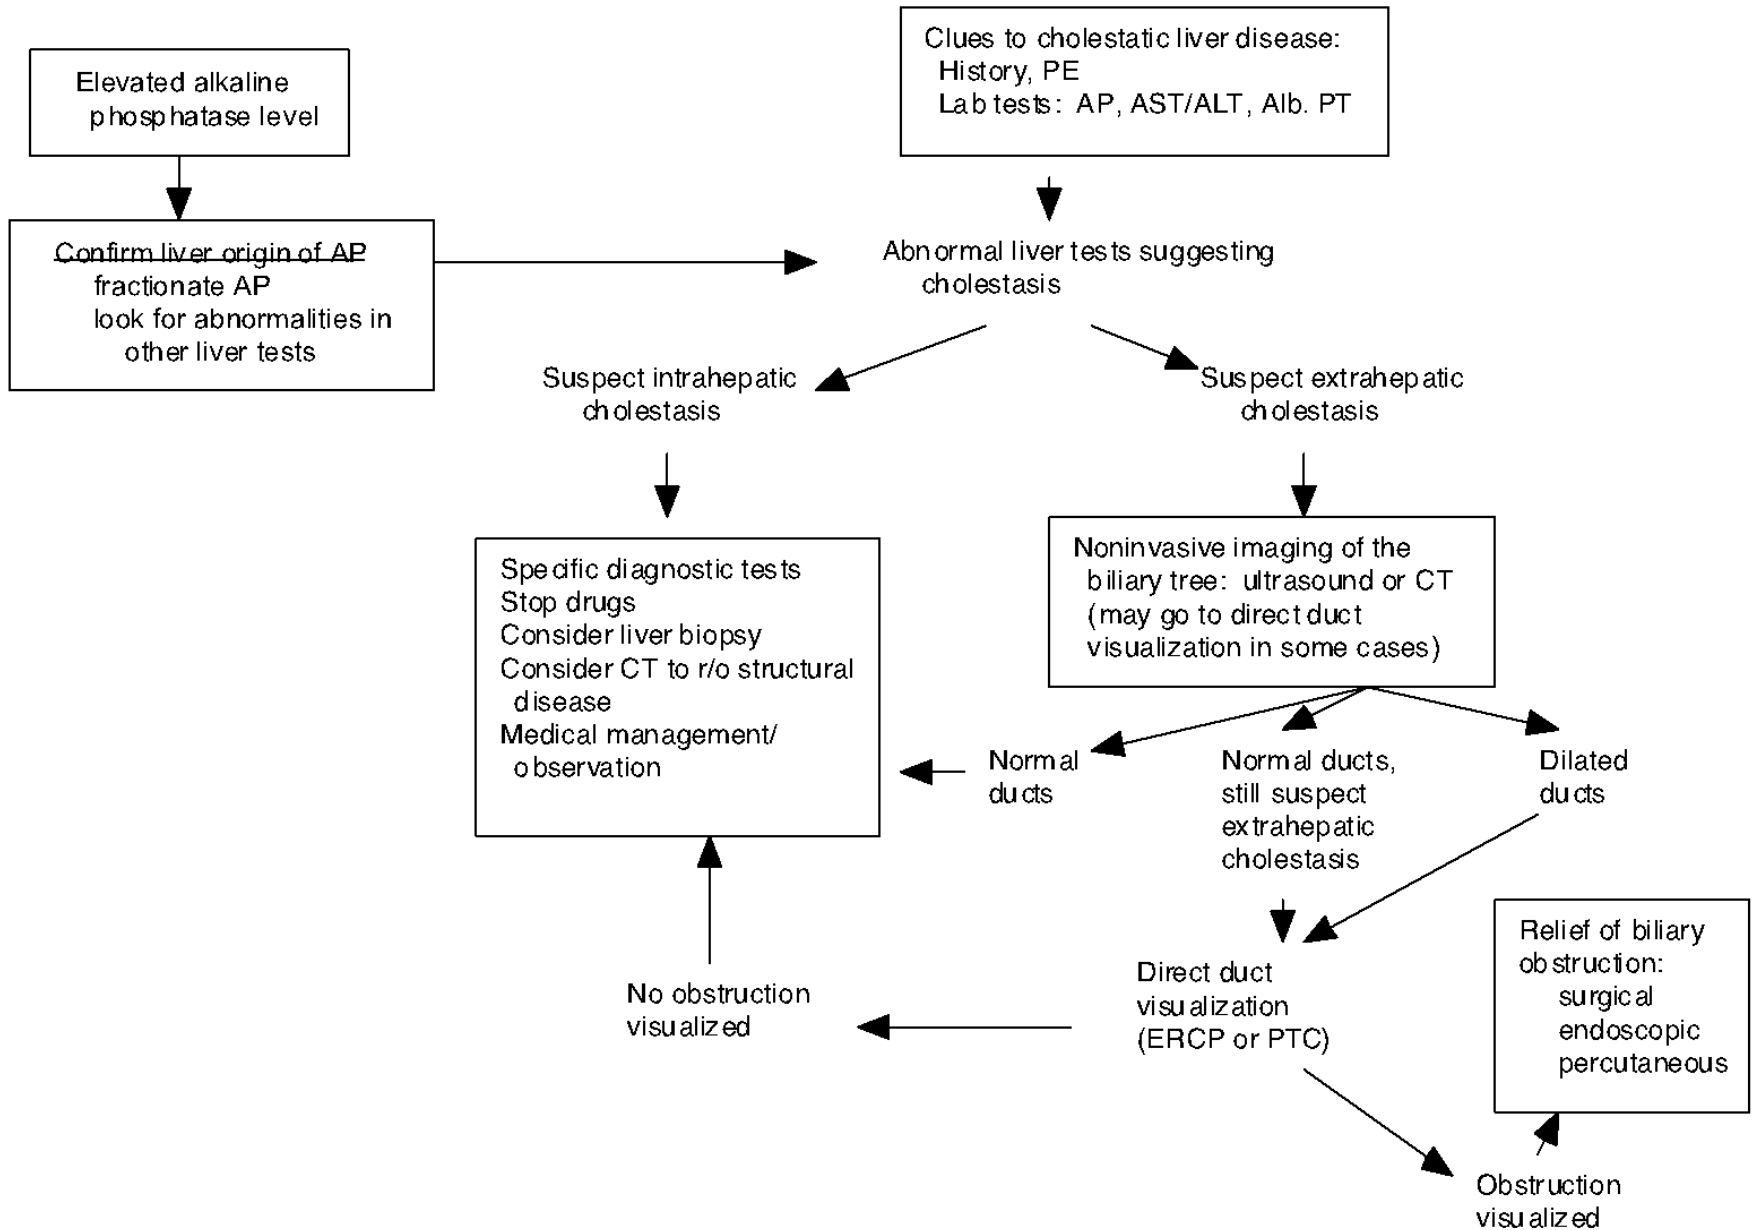 Elevated alkaline
phosphatase level
Clues to cholestatic liver disease:
History, PE
Lab tests: AP, AST/ALT, Alb. PT
Confirm liver origin of AP
fractionate AP
look for abnormalities in
other liver tests
Abnormal liver tests suggesting
cholestasis
Suspect intrahepatic
cholestasis
Suspect extrahepatic
cholestasis
Specific diagnostic tests
Stop drugs
Consider liver biopsy
Consider CT to r/o structural
disease
Medical management/
observation
Noninvasive imaging of the
biliary tree: ultrasound or CT
(may go to direct duct
visualization in some cases)
Normal
ducts
Normal ducts,
still suspect
extrahepatic
cholestasis
Dilated
ducts
No obstruction
visualized
Direct duct
visualization
(ERCP or PTC)
Relief of biliary
obstruction:
surgical
endoscopic
percutaneous
Obstruction
visualized